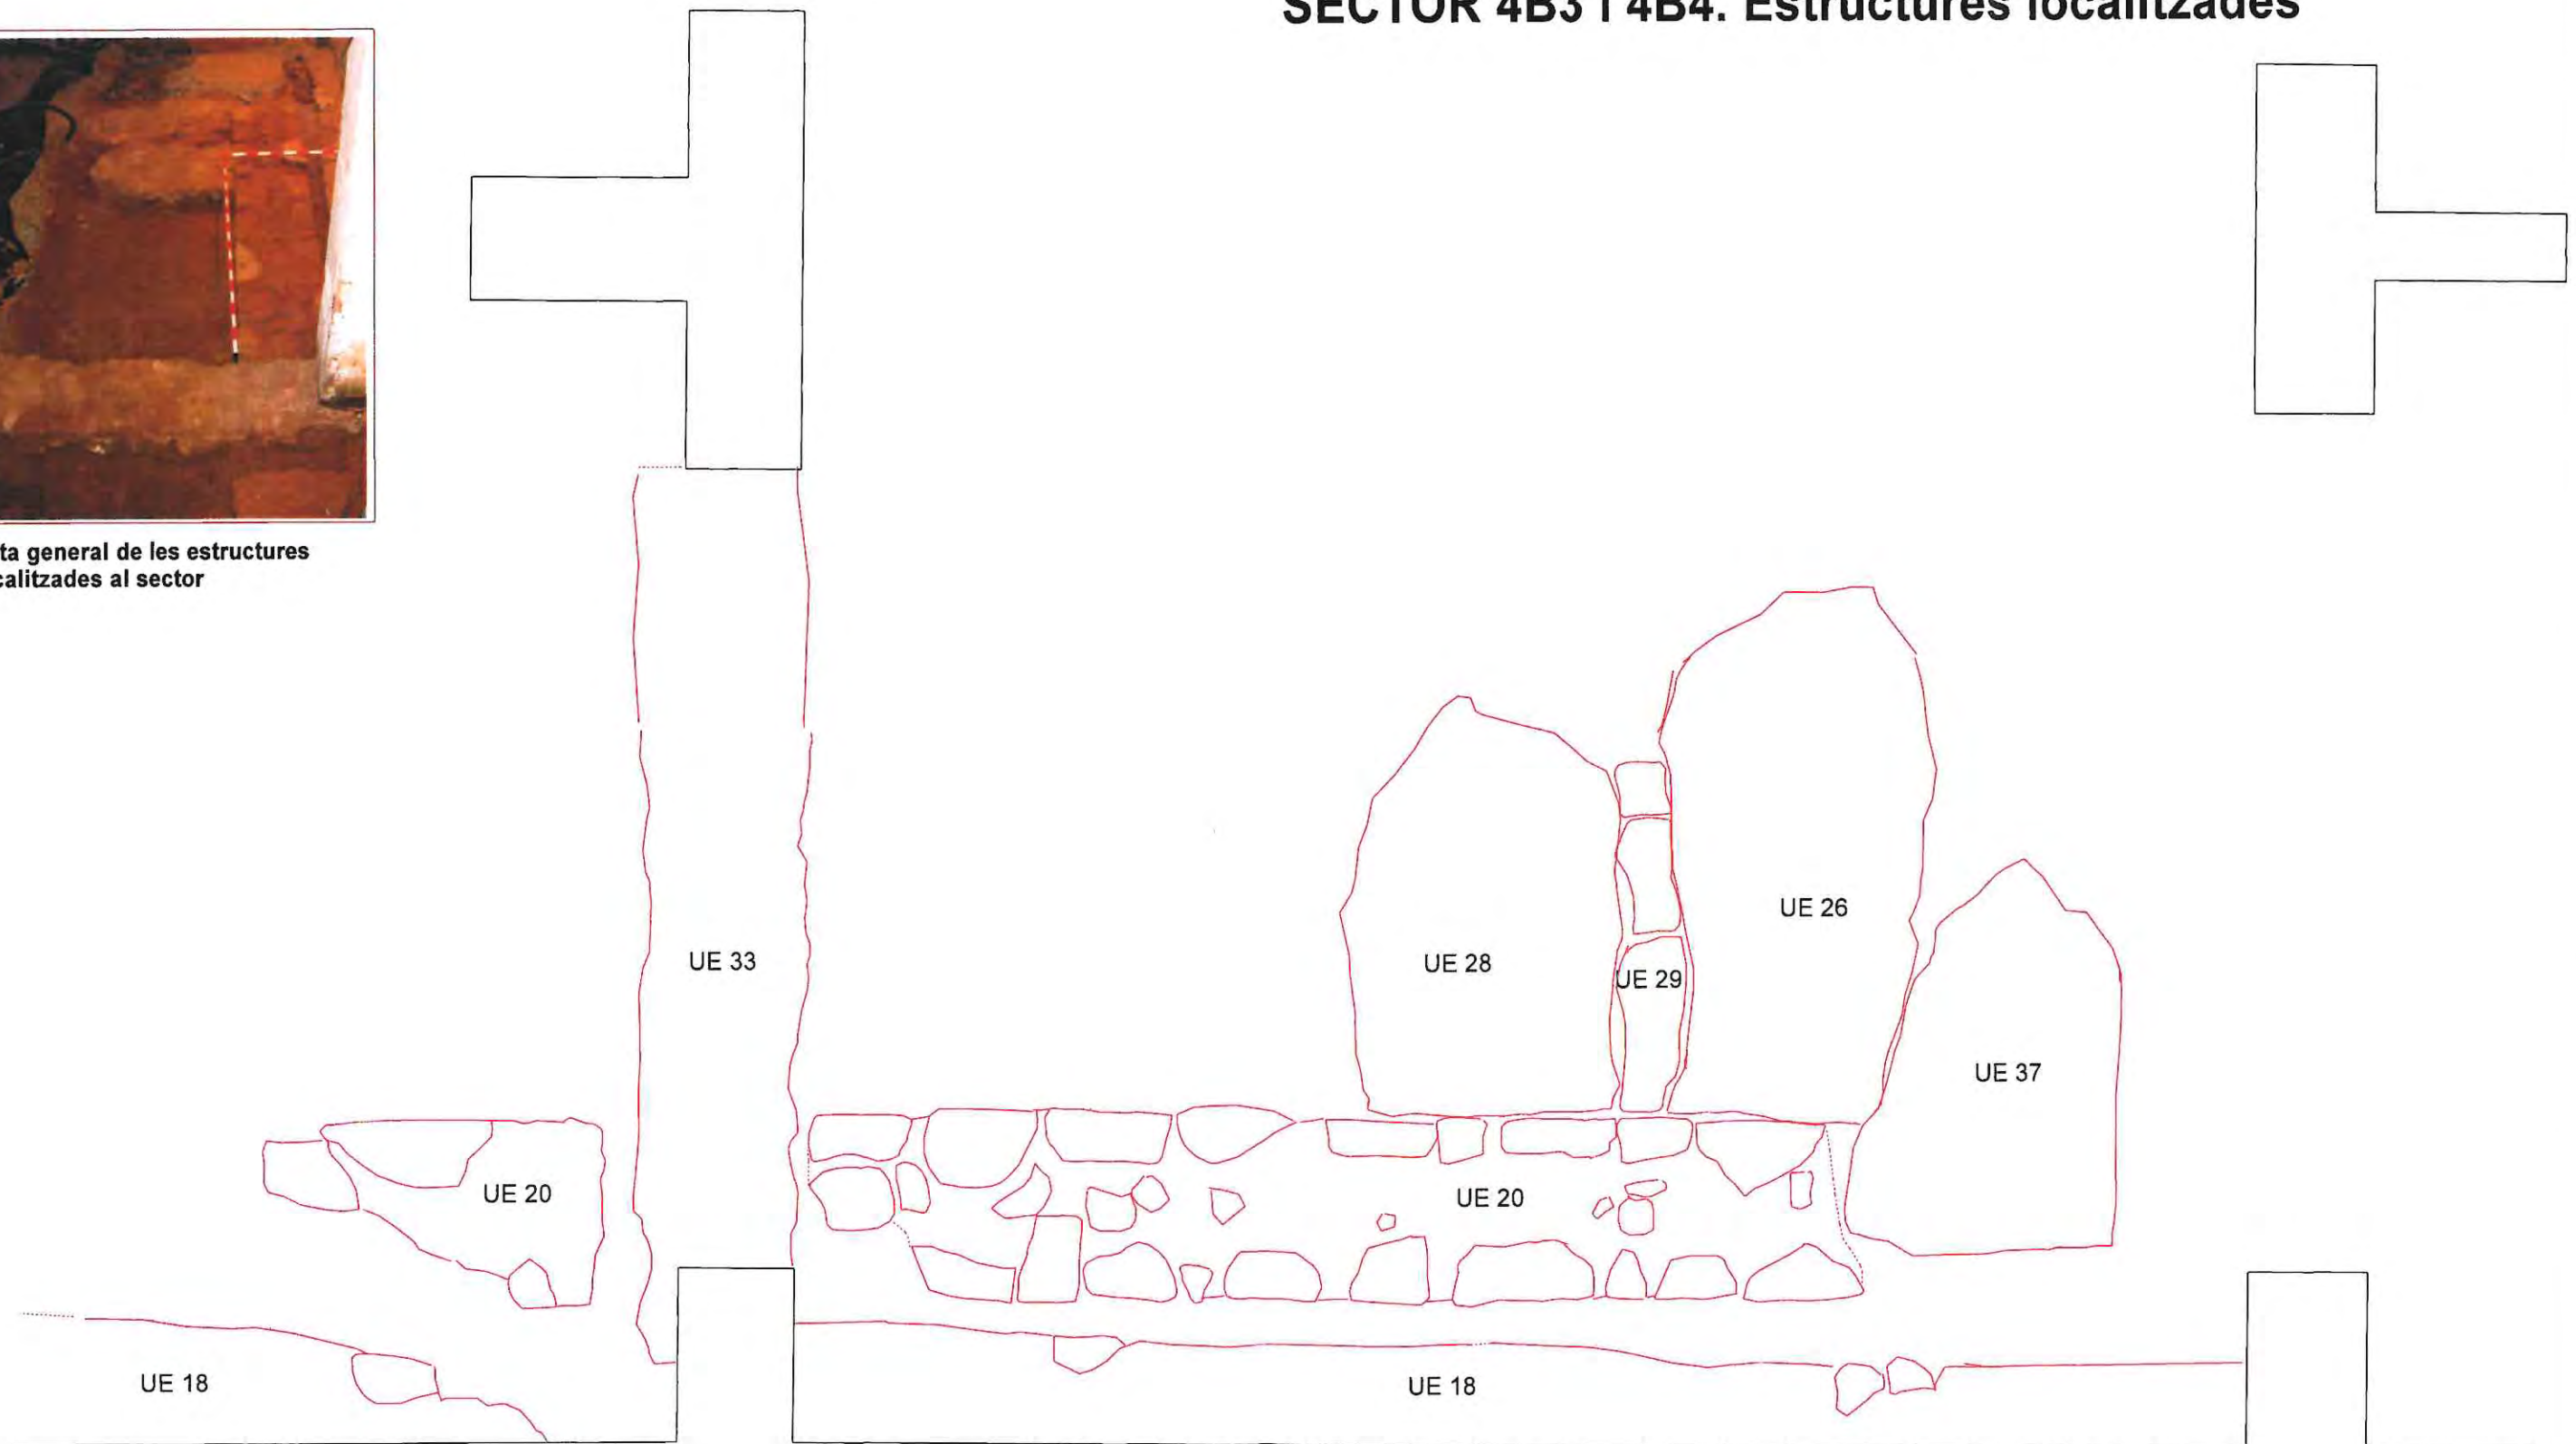 SECTOR 4B3 i 4B4. Estructures localitzades
ta general de les estructures
calitzades al sector
UE 33
UE 28
UE 29
UE 26
UE 37
UE 20
UE 20
UE 18
UE 18